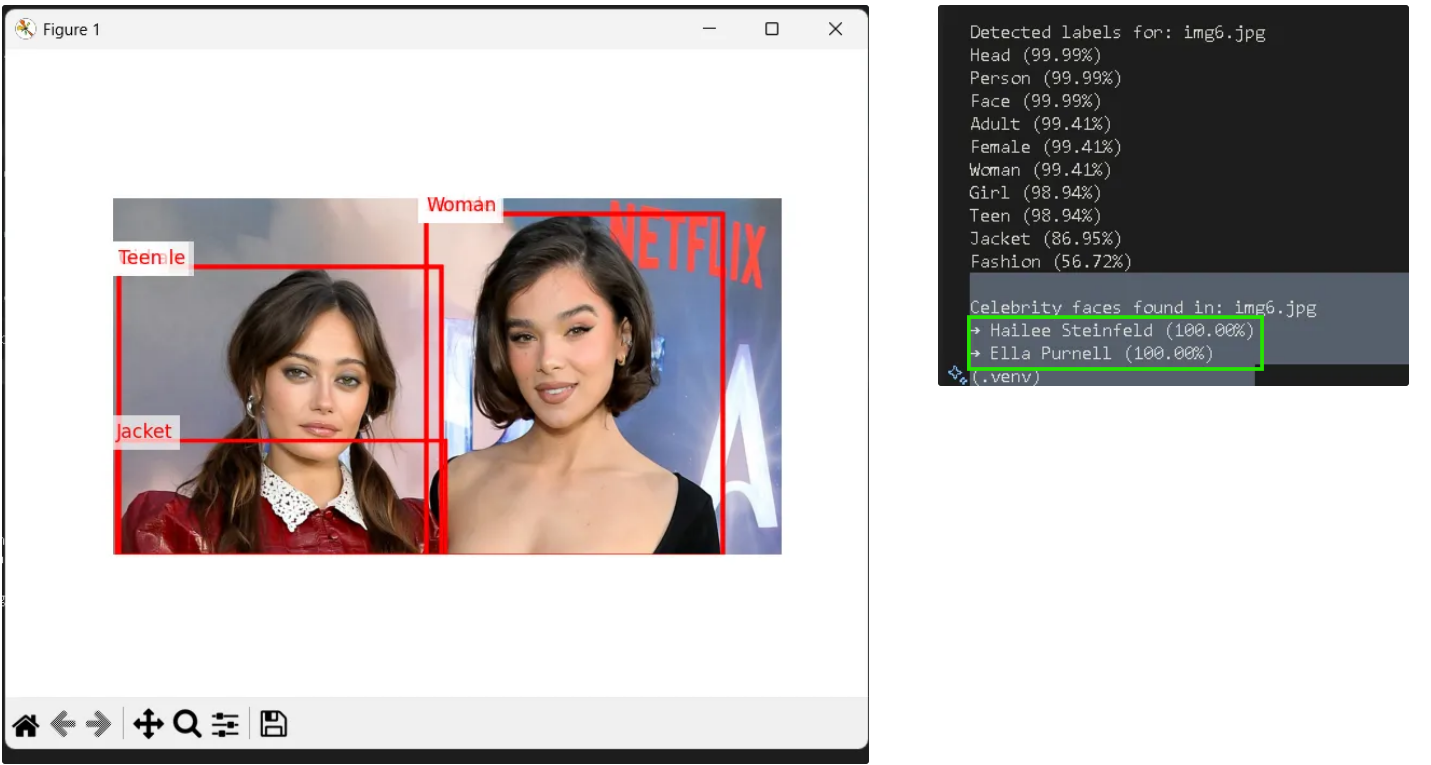 Figure 1
Woman
Teen le
NETFLIX
Jacket
A
Detected labels for: img6.jpg
Head (99.99%)
Person (99.99%)
Face (99.99%)
Adult (99.41%)
Female (99.41%)
Woman (99.41%)
Girl (98.94%)
Teen (98.94%)
Jacket (86.95%)
Fashion (56.72%)
Celebrity faces found in: img6.jpg
→ Hailee Steinfeld (100.00%)
→ Ella Purnell (100.00%)
(.venv)